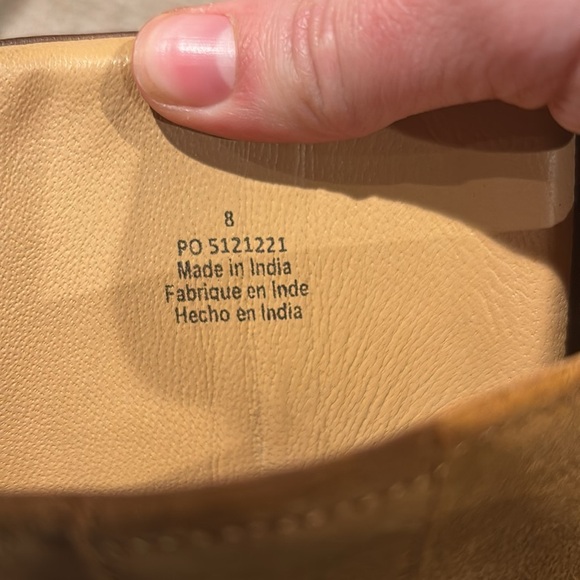 8
PO 5121221
Made in India
Fabrique en Inde
Hecho en India